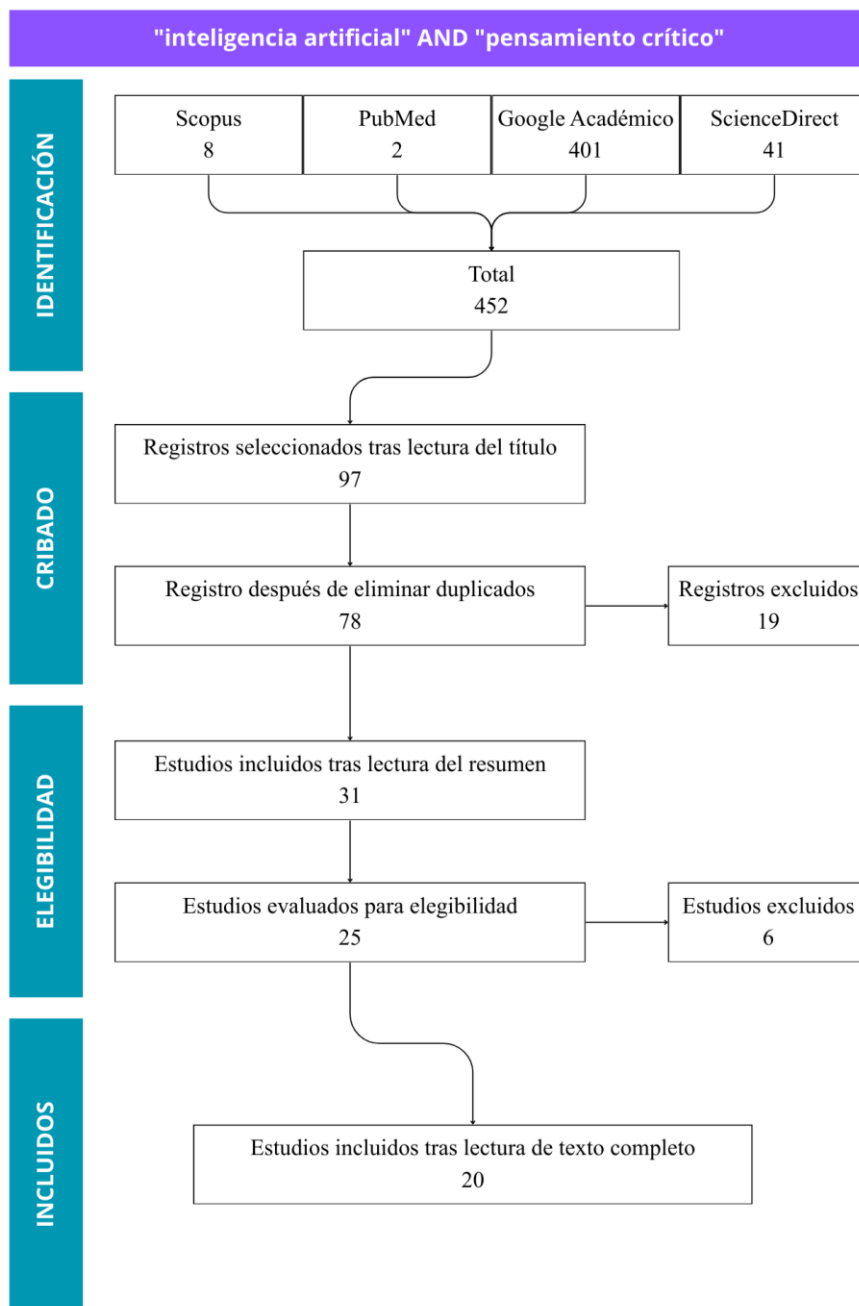 "inteligencia artificial" AND "pensamiento crítico"
IDENTIFICACIÓN
Scopus
8
PubMed
2
Google Académico
401
ScienceDirect
41
Total
452
CRIBADO
Registros seleccionados tras lectura del título
97
Registro después de eliminar duplicados
78
Registros excluidos
19
ELEGIBILIDAD
Estudios incluidos tras lectura del resumen
31
Estudios evaluados para elegibilidad
25
Estudios excluidos
6
INCLUIDOS
Estudios incluidos tras lectura de texto completo
20